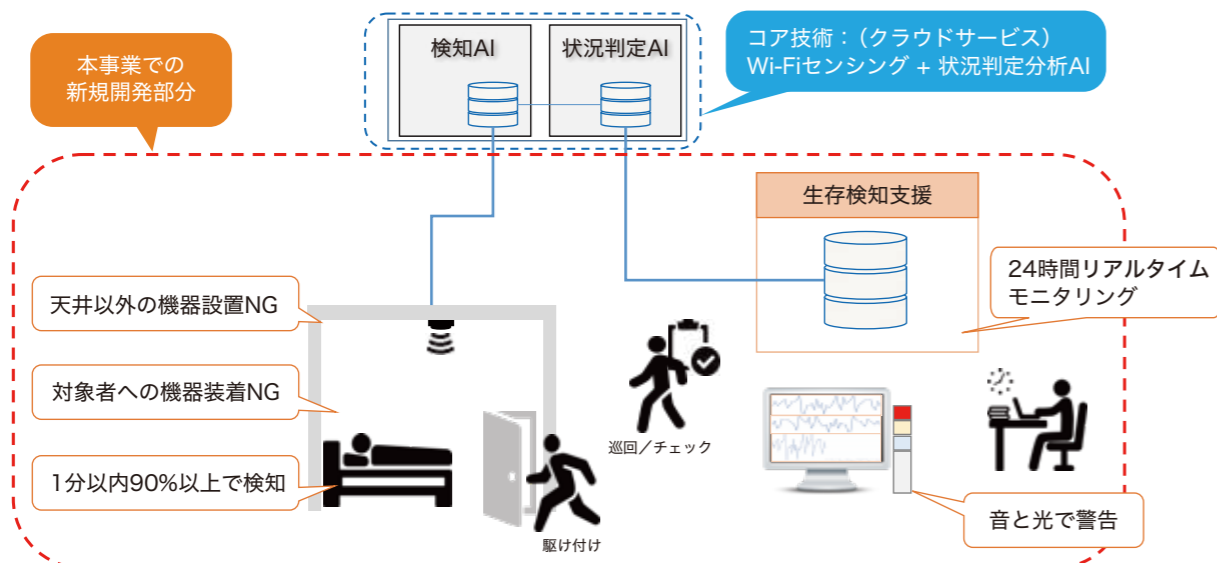 本事業での
新規開発部分
検知AI
状況判定AI
コア技術：（クラウドサービス）
Wi-Fiセンシング + 状況判定分析AI
生存検知支援
24時間リアルタイム
モニタリング
天井以外の機器設置NG
対象者への機器装着NG
1分以内90%以上で検知
巡回／チェック
駆け付け
音と光で警告